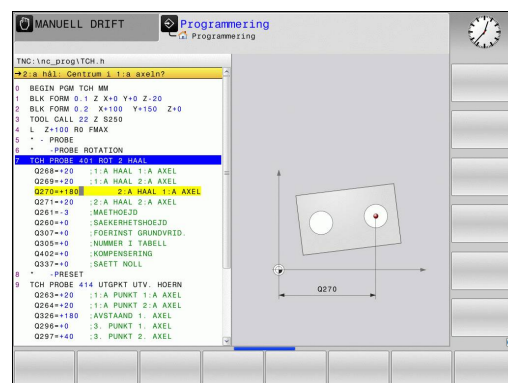 MANUELL DRIFT
Programmering
Programmering
TNC:\nc_prog\TCH.h
→2:a hål: Centrum i 1:a axeln?
0 BEGIN PGM TCH MM
1 BLK FORM 0.1 Z X+0 Y+0 Z-20
2 BLK FORM 0.2 X+100 Y+150 Z+0
3 TOOL CALL 22 Z S250
4 L Z+100 R0 FMAX
5 * - PROBE
6 * -PROBE ROTATION
7 TCH PROBE 401 ROT 2 HAAL
Q268=+20 ;1:A HAAL 1:A AXEL
Q269=+20 ;1:A HAAL 2:A AXEL
Q270=+180 2:A HAAL 1:A AXEL
Q271=+20 ;2:A HAAL 2:A AXEL
Q261=-3 ;MAETHOEJD
Q260=+0 ;SAEKERHETSHOEJD
Q307=+0 ;FOERINST GRUNDVRID.
Q305=+0 ;NUMMER I TABELL
Q402=+0 ;KOMPENSERING
Q337=+0 ;SAETT NOLL
8 * -PRESET
9 TCH PROBE 414 UTGPKT UTV. HOERN
Q263=+20 ;1:A PUNKT 1:A AXEL
Q264=+20 ;1:A PUNKT 2:A AXEL
Q326=+180 ;AVSTAAND 1. AXEL
Q296=+0 ;3. PUNKT 1. AXEL
Q297=+40 ;3. PUNKT 2. AXEL
Q270